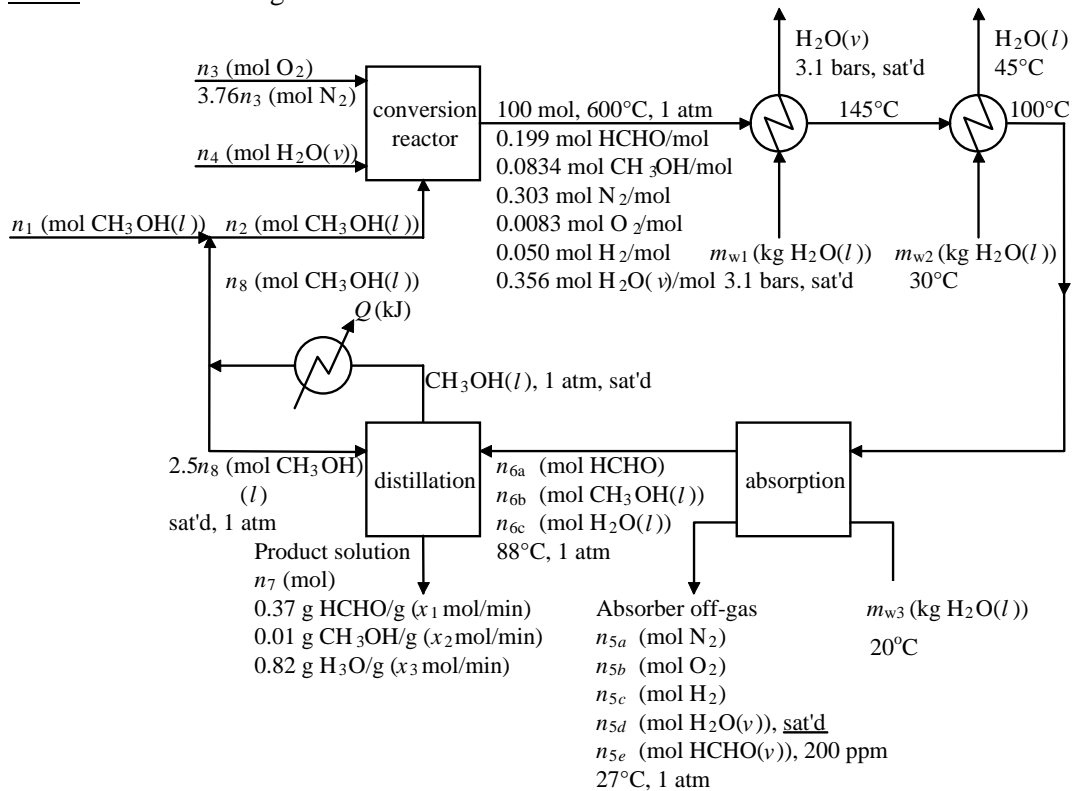 H2O(v)
3.1 bars, sat'd
H2O(l)
45°C
n3 (mol O2)
3.76n3 (mol N2)
n4 (mol H2O(v))
conversion
reactor
100 mol, 600°C, 1 atm
0.199 mol HCHO/mol
0.0834 mol CH3OH/mol
0.303 mol N2/mol
0.0083 mol O2/mol
0.050 mol H2/mol
0.356 mol H2O(v)/mol
145°C
100°C
n1 (mol CH3OH(l))
n2 (mol CH3OH(l))
mw1 (kg H2O(l))
3.1 bars, sat'd
mw2 (kg H2O(l))
30°C
n8 (mol CH3OH(l))
Q (kJ)
CH3OH(l), 1 atm, sat'd
2.5n8 (mol CH3OH)
(l)
sat'd, 1 atm
distillation
n6a (mol HCHO)
n6b (mol CH3OH(l))
n6c (mol H2O(l))
88°C, 1 atm
absorption
Product solution
n7 (mol)
0.37 g HCHO/g (x1 mol/min)
0.01 g CH3OH/g (x2 mol/min)
0.82 g H3O/g (x3 mol/min)
Absorber off-gas
n5a (mol N2)
n5b (mol O2)
n5c (mol H2)
n5d (mol H2O(v)), sat'd
n5e (mol HCHO(v)), 200 ppm
27°C, 1 atm
mw3 (kg H2O(l))
20°C